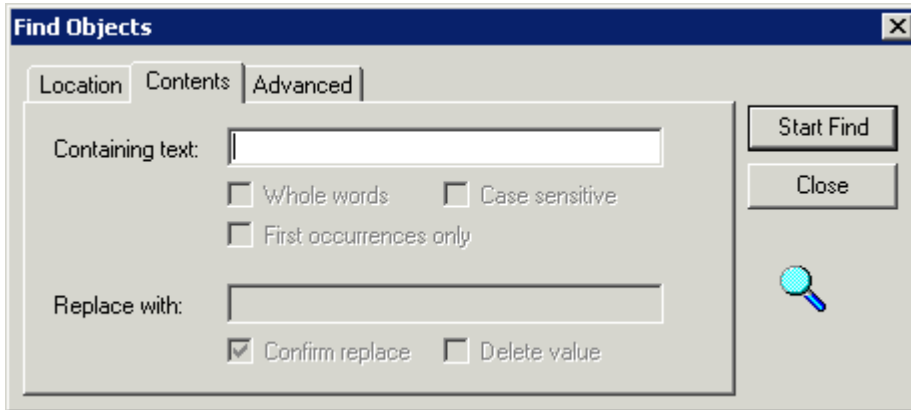 Find Objects
Location Contents Advanced
Containing text:
Start Find
Close
Whole words Case sensitive
First occurrences only
Replace with:
Confirm replace Delete value